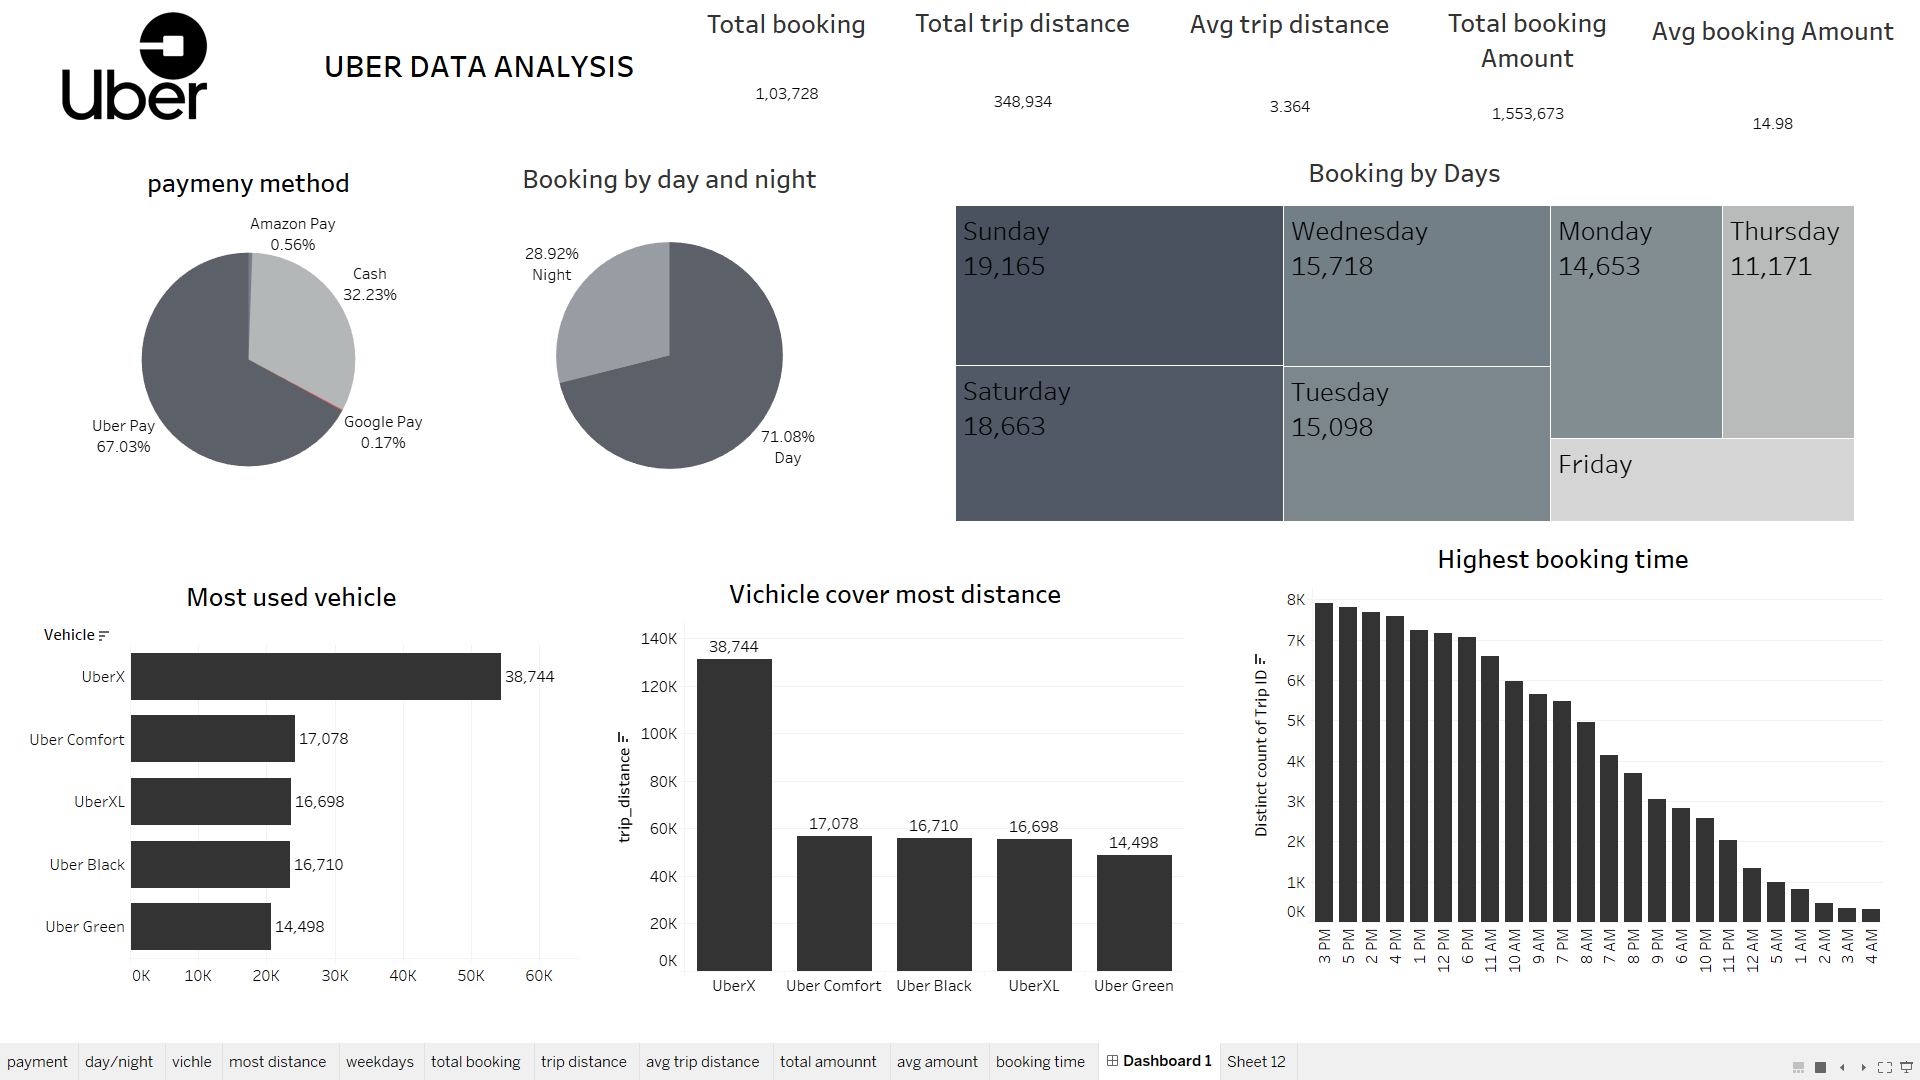 Uber
UBER DATA ANALYSIS
Total booking
1,03,728
Total trip distance
348,934
Avg trip distance
3.364
Total booking
Amount
1,553,673
Avg booking Amount
14.98
paymeny method
Amazon Pay
0.56%
Cash
32.23%
Google Pay
0.17%
Uber Pay
67.03%
Booking by day and night
28.92%
Night
71.08%
Day
Booking by Days
Sunday
19,165
Saturday
18,663
Wednesday
15,718
Tuesday
15,098
Monday
14,653
Thursday
11,171
Friday
Most used vehicle
Vehicle
UberX
38,744
Uber Comfort
17,078
UberXL
16,698
Uber Black
16,710
Uber Green
14,498
0K 10K 20K 30K 40K 50K 60K
Vichicle cover most distance
trip_distance
140K
120K
100K
80K
60K
40K
20K
0K
38,744
17,078
16,710
16,698
14,498
UberX Uber Comfort Uber Black UberXL Uber Green
Highest booking time
Distinct count of Trip ID
8K
7K
6K
5K
4K
3K
2K
1K
0K
3 PM
5 PM
2 PM
4 PM
1 PM
12 PM
6 PM
11 AM
10 AM
9 AM
7 PM
8 AM
7 AM
8 PM
9 PM
6 AM
10 PM
11 PM
12 AM
5 AM
1 AM
2 AM
3 AM
4 AM
payment day/night vichle most distance weekdays total booking trip distance avg trip distance total amounnt avg amount booking time Dashboard 1 Sheet 12